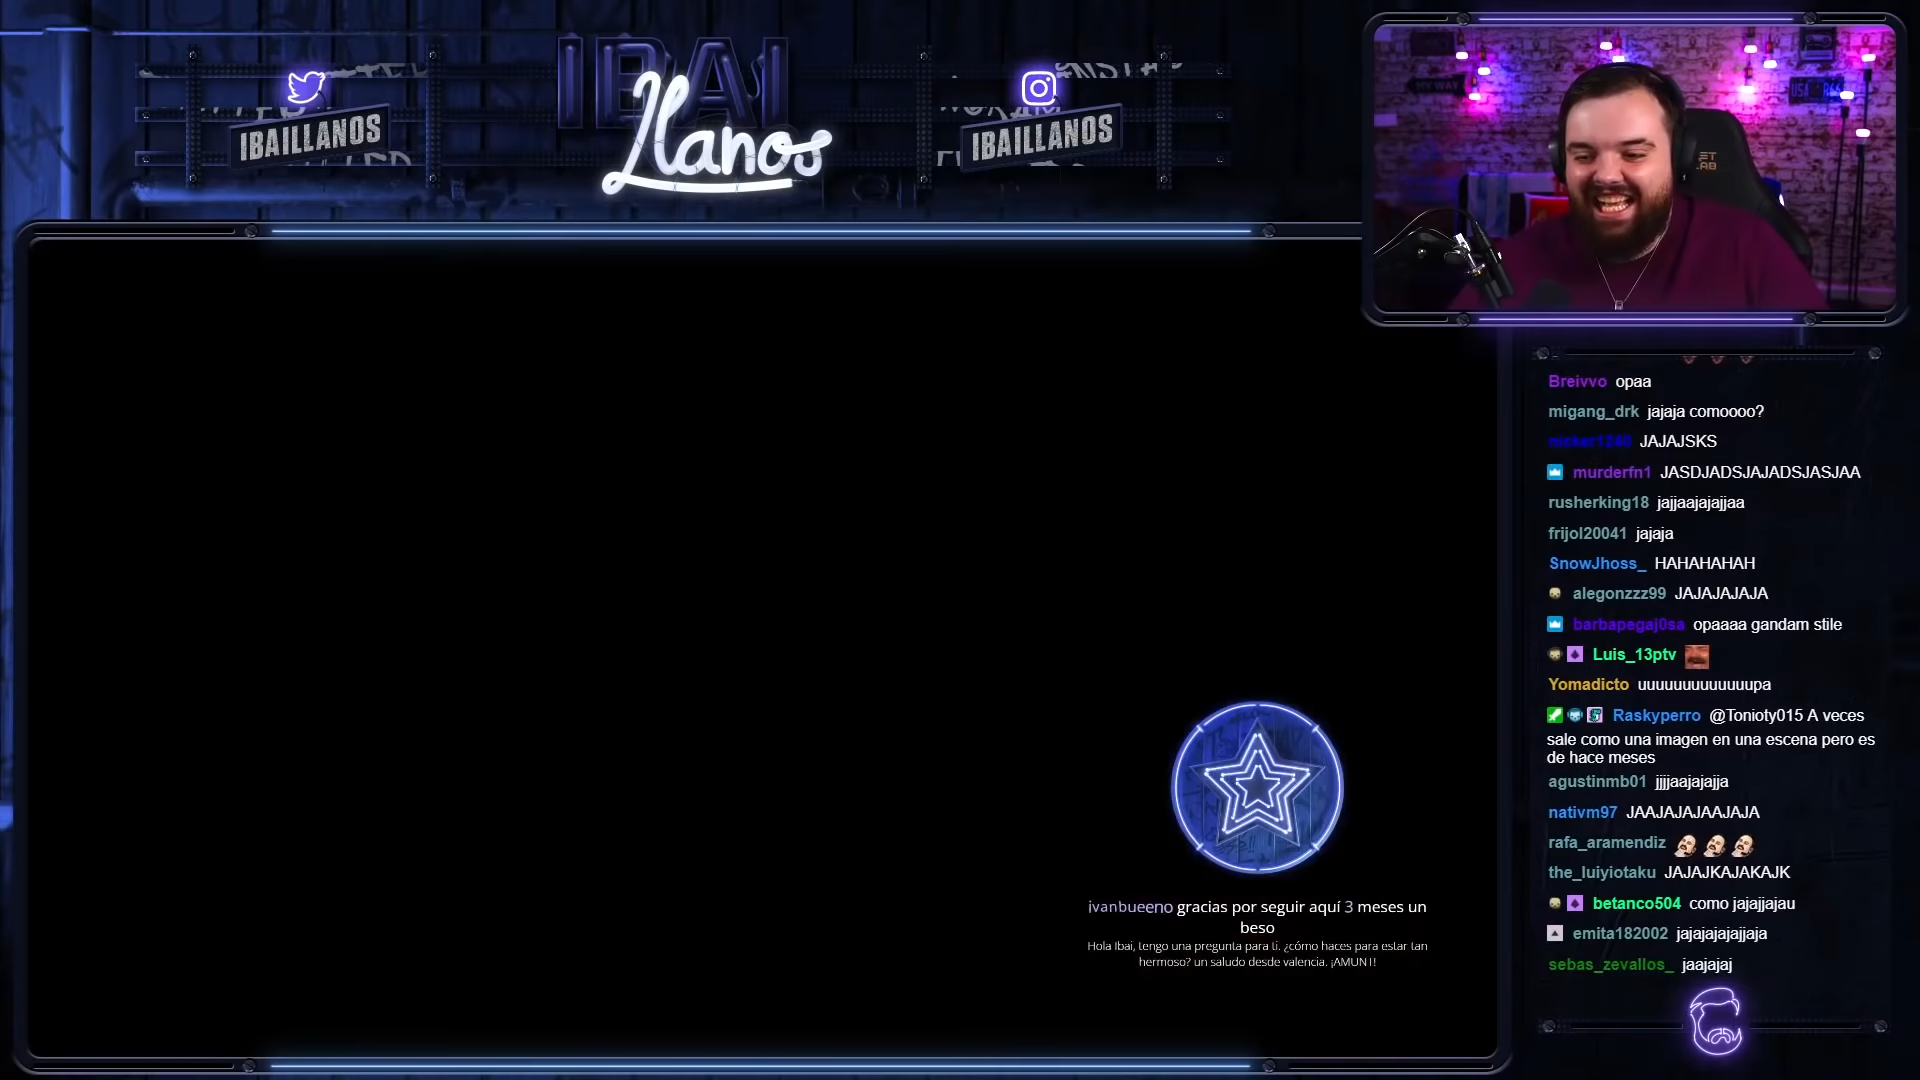 IBAI
Llanos
IBAILLANOS
IBAILLANOS
Breivvo opaa
migang_drk jajaja comoooo?
nicker1240 JAJAJSKS
murderfn1 JASDJADSJAJADSJASJAA
rusherking18 jajjaajajajjaa
frijol20041 jajaja
SnowJhoss_ HAHAHAHAH
alegonzzz99 JAJAJAJAJA
barbapegaj0sa opaaaa gandam stile
Luis_13ptv
Yomadicto uuuuuuuuuuuuupa
Raskyperro @Tonioty015 A veces
sale como una imagen en una escena pero es
de hace meses
agustinmb01 jjjjaajajajja
nativm97 JAAJAJAJAAJAJA
rafa_aramendiz
the_luiyiotaku JAJAJKAJAKAJK
betanco504 como jajajjajau
emita182002 jajajajajajjaja
sebas_zevallos_ jaajajaj
ivanbueeno gracias por seguir aquí 3 meses un
beso
Hola Ibai, tengo una pregunta para ti. ¿cómo haces para estar tan
hermoso? un saludo desde valencia. ¡AMUNT!